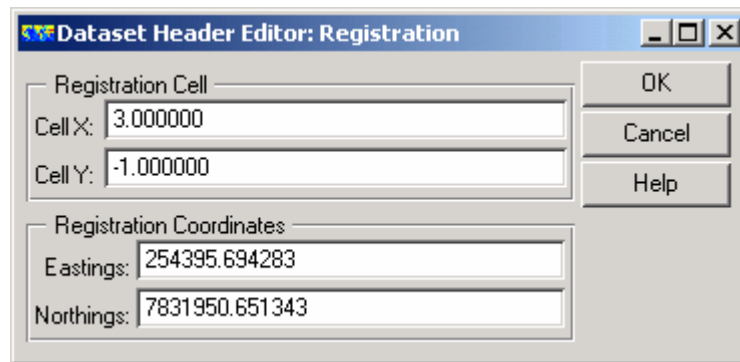 Dataset Header Editor: Registration
Registration Cell
OK
Cell X: 3.000000
Cancel
Cell Y: -1.000000
Help
Registration Coordinates
Eastings: 254395.694283
Northings: 7831950.651343